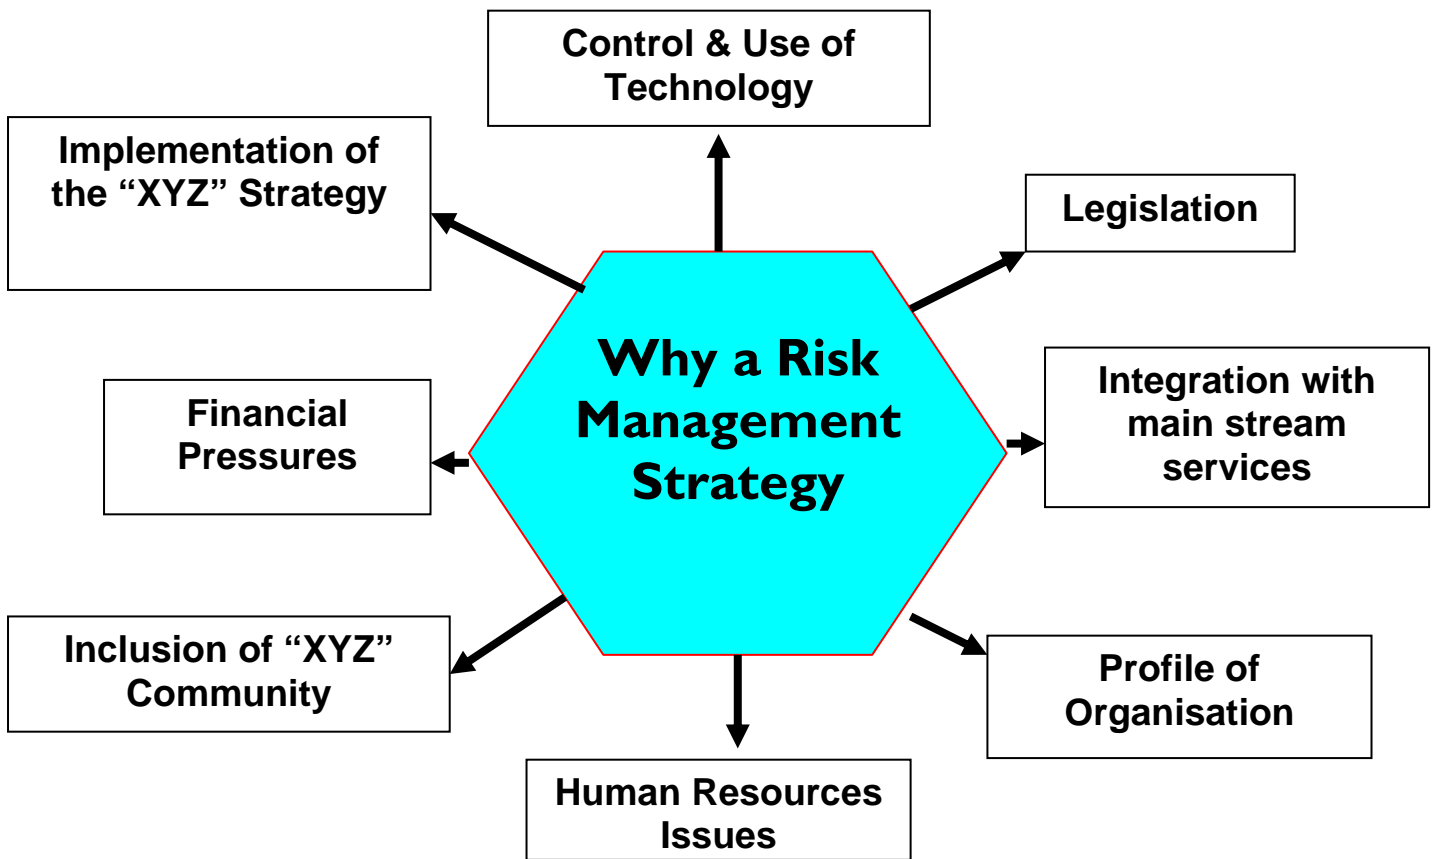 Control & Use of
Technology
Implementation of
the “XYZ” Strategy
Legislation
Why a Risk
Management
Strategy
Integration with
main stream
services
Financial
Pressures
Inclusion of “XYZ”
Community
Profile of
Organisation
Human Resources
Issues